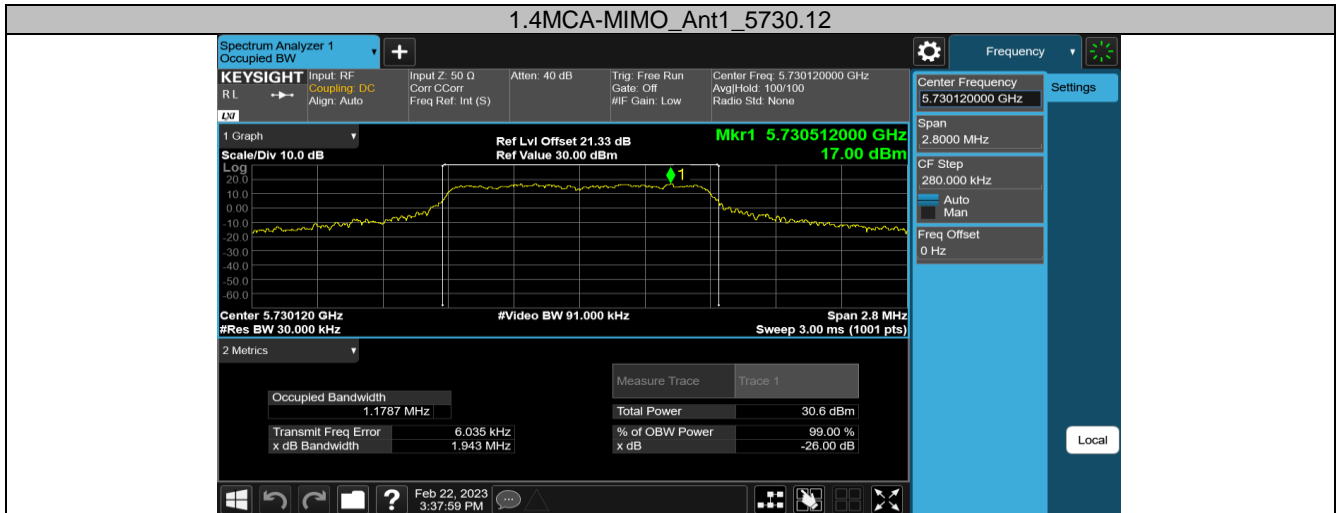 1.4MCA-MIMO_Ant1_5730.12
Spectrum Analyzer 1
Occupied BW
Frequency
KEYSIGHT
R L
LXI
Input: RF
Coupling: DC
Align: Auto
Input Z: 50 Ω
Corr CCorr
Freq Ref: Int (S)
Atten: 40 dB
Trig: Free Run
Gate: Off
#IF Gain: Low
Center Freq: 5.730120000 GHz
Avg|Hold: 100/100
Radio Std: None
Center Frequency
5.730120000 GHz
Settings
Span
2.8000 MHz
CF Step
280.000 kHz
Auto
Man
Freq Offset
0 Hz
Local
1 Graph
Scale/Div 10.0 dB
Ref Lvl Offset 21.33 dB
Ref Value 30.00 dBm
Mkr1 5.730512000 GHz
17.00 dBm
Log
20.0
10.0
0.00
-10.0
-20.0
-30.0
-40.0
-50.0
-60.0
1
Center 5.730120 GHz
#Video BW 91.000 kHz
Span 2.8 MHz
#Res BW 30.000 kHz
Sweep 3.00 ms (1001 pts)
2 Metrics
Measure Trace Trace 1
Occupied Bandwidth
1.1787 MHz
Total Power 30.6 dBm
Transmit Freq Error 6.035 kHz
% of OBW Power 99.00 %
x dB Bandwidth 1.943 MHz
x dB -26.00 dB
?
Feb 22, 2023
3:37:59 PM